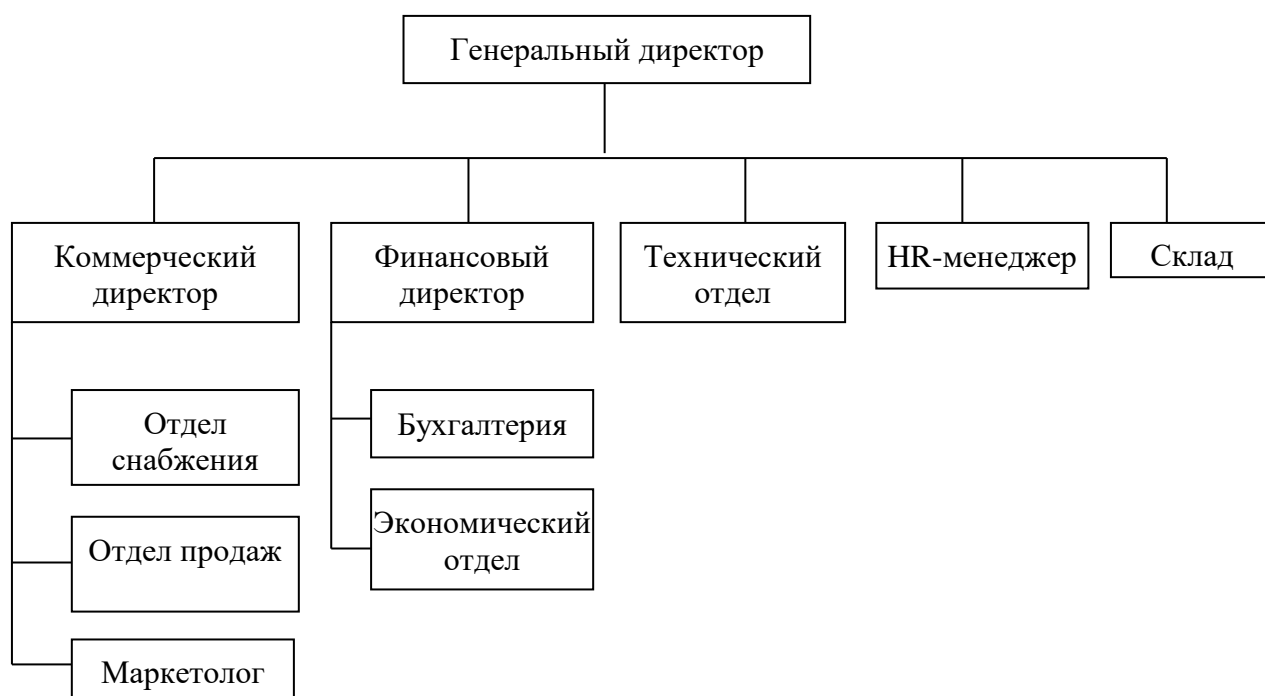 Генеральный директор
Коммерческий
директор
Финансовый
директор
Технический
отдел
HR-менеджер
Склад
Отдел
снабжения
Бухгалтерия
Отдел продаж
Экономический
отдел
Маркетолог